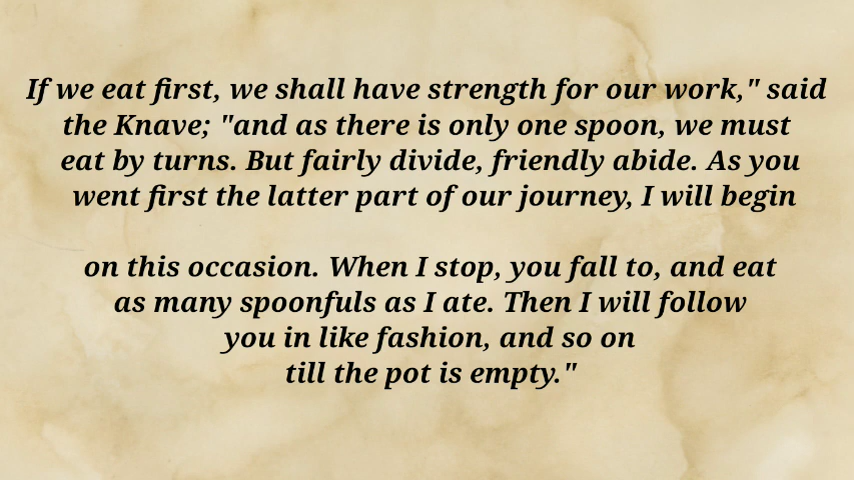 If we eat first, we shall have strength for our work," said
the Knave; "and as there is only one spoon, we must
eat by turns. But fairly divide, friendly abide. As you
went first the latter part of our journey, I will begin
on this occasion. When I stop, you fall to, and eat
as many spoonfuls as I ate. Then I will follow
you in like fashion, and so on
till the pot is empty."